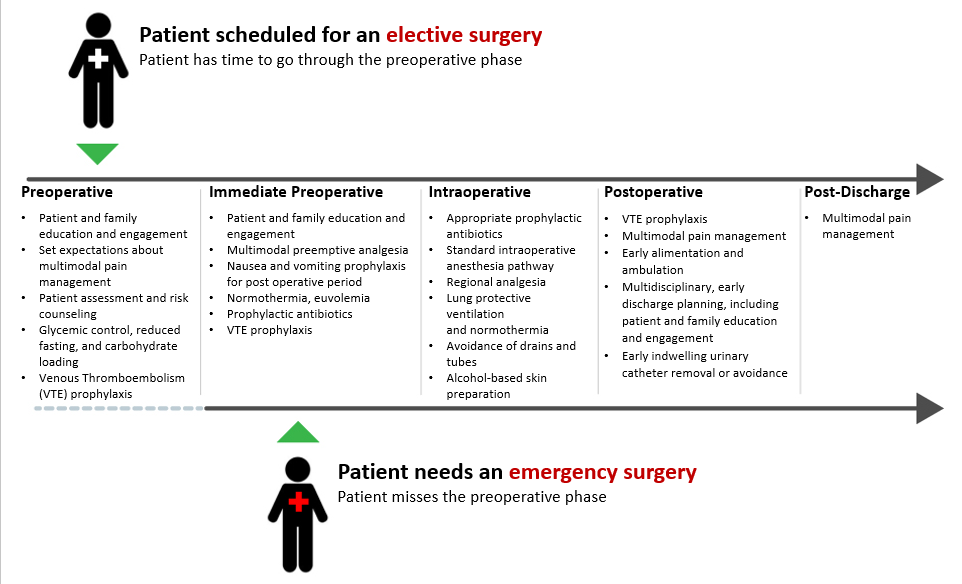 Patient scheduled for an elective surgery
Patient has time to go through the preoperative phase
Preoperative
• Patient and family
education and engagement
• Set expectations about
multimodal pain
management
• Patient assessment and risk
counseling
• Glycemic control, reduced
fasting, and carbohydrate
loading
• Venous Thromboembolism
(VTE) prophylaxis
Immediate Preoperative
• Patient and family education and
engagement
• Multimodal preemptive analgesia
• Nausea and vomiting prophylaxis
for post operative period
• Normothermia, euvolemia
• Prophylactic antibiotics
• VTE prophylaxis
Intraoperative
• Appropriate prophylactic
antibiotics
• Standard intraoperative
anesthesia pathway
• Regional analgesia
• Lung protective
ventilation
and normothermia
• Avoidance of drains and
tubes
• Alcohol-based skin
preparation
Postoperative
• VTE prophylaxis
• Multimodal pain management
• Early alimentation and
ambulation
• Multidisciplinary, early
discharge planning, including
patient and family education
and engagement
• Early indwelling urinary
catheter removal or avoidance
Post-Discharge
• Multimodal pain
management
Patient needs an emergency surgery
Patient misses the preoperative phase